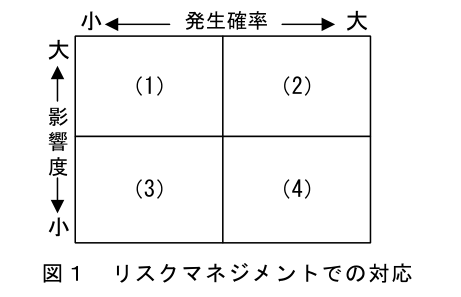 小 発生確率 大
大
(1) (2)
影響度
(3) (4)
小
図1 リスクマネジメントでの対応